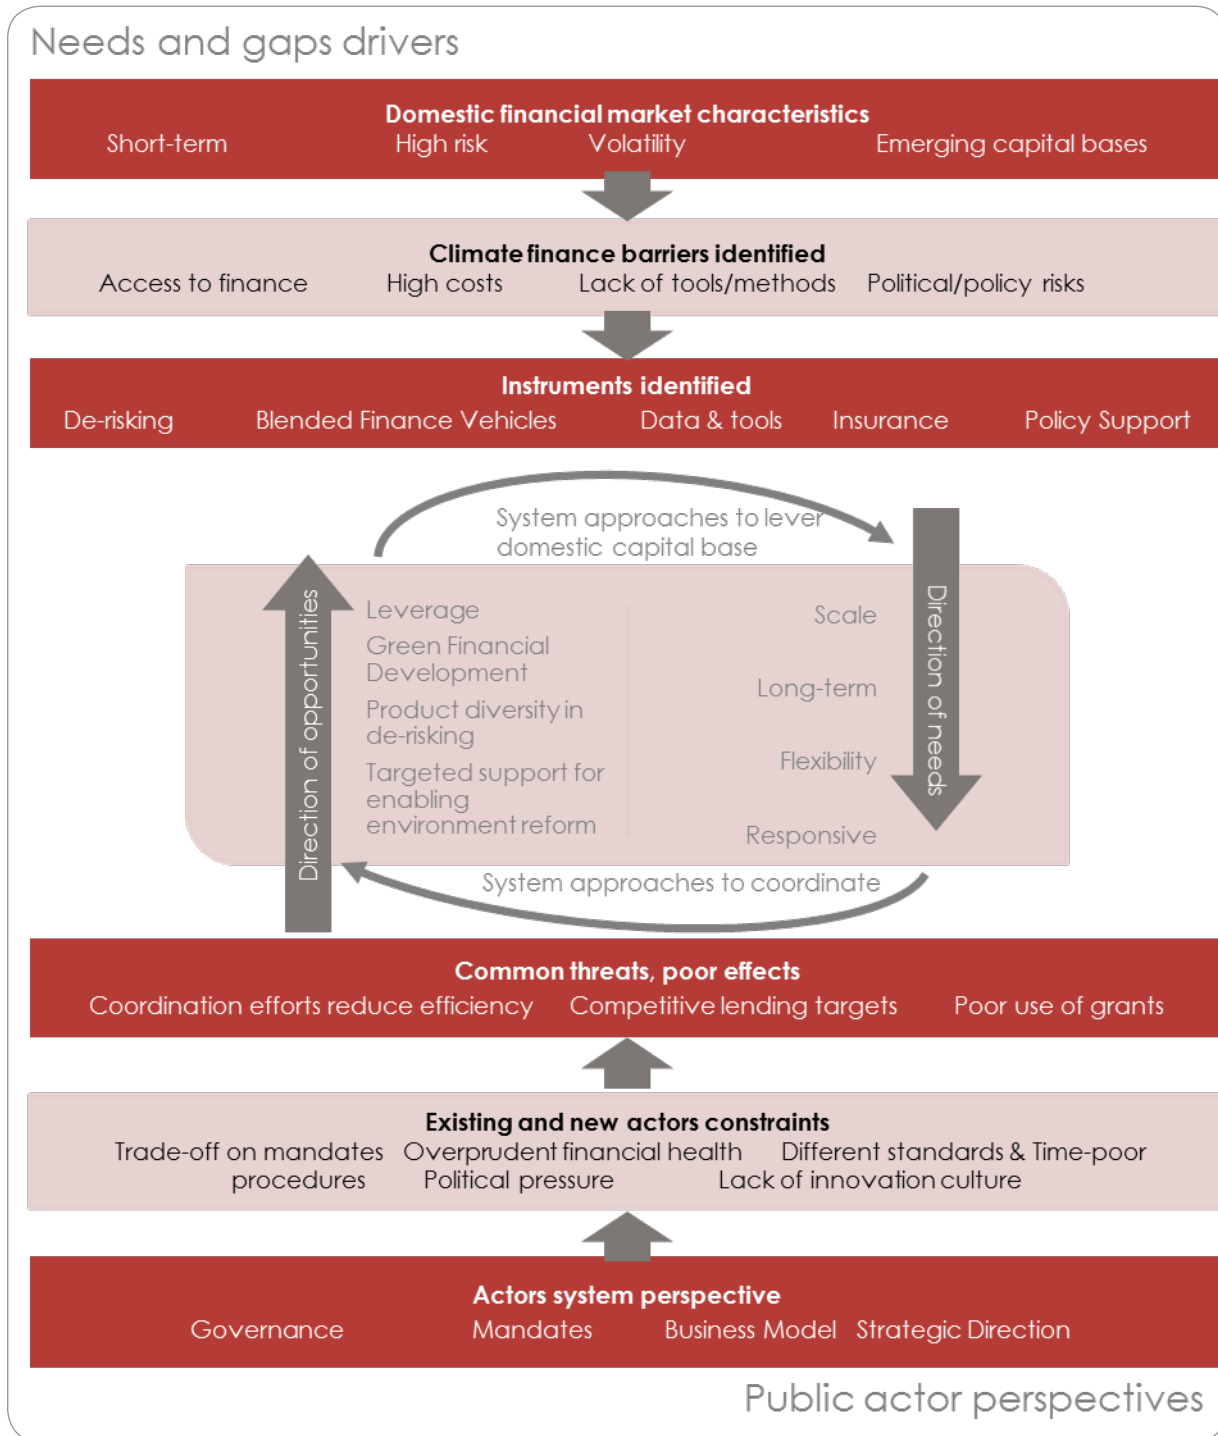 Needs and gaps drivers
Domestic financial market characteristics
Short-term High risk Volatility Emerging capital bases
Climate finance barriers identified
Access to finance High costs Lack of tools/methods Political/policy risks
Instruments identified
De-risking Blended Finance Vehicles Data & tools Insurance Policy Support
System approaches to lever
domestic capital base
Direction of opportunities
Leverage
Green Financial
Development
Product diversity in
de-risking
Targeted support for
enabling
environment reform
Scale
Long-term
Flexibility
Responsive
Direction of needs
System approaches to coordinate
Common threats, poor effects
Coordination efforts reduce efficiency Competitive lending targets Poor use of grants
Existing and new actors constraints
Trade-off on mandates Overprudent financial health Different standards & Time-poor
procedures Political pressure Lack of innovation culture
Actors system perspective
Governance Mandates Business Model Strategic Direction
Public actor perspectives